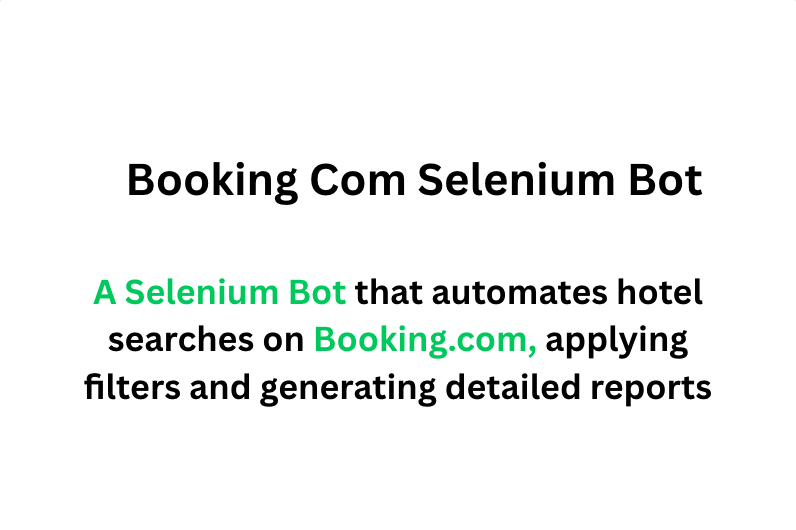 Booking Com Selenium Bot
A Selenium Bot that automates hotel
searches on Booking.com, applying
filters and generating detailed reports